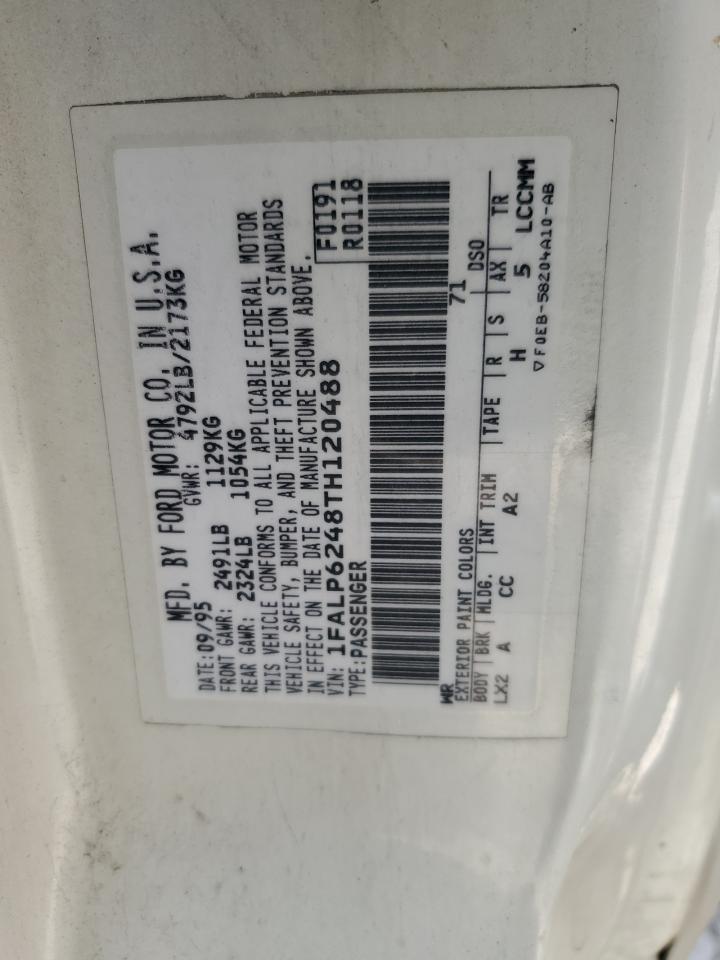 MFD. BY FORD MOTOR CO. IN U.S.A.
DATE: 09/95 GVWR: 4792LB/2173KG
FRONT GAWR: 2491LB 1129KG
REAR GAWR: 2324LB 1054KG
THIS VEHICLE CONFORMS TO ALL APPLICABLE FEDERAL MOTOR
VEHICLE SAFETY, BUMPER, AND THEFT PREVENTION STANDARDS
IN EFFECT ON THE DATE OF MANUFACTURE SHOWN ABOVE.
VIN: 1FALP6248TH120488 F0191
TYPE: PASSENGER R0118
WR 71
EXTERIOR PAINT COLORS DSO
BODY BRK MLDG. INT TRIM TAPE R S AX TR
LX2 A CC A2 H 5 LCCMM
▽F0EB-58204A10-AB